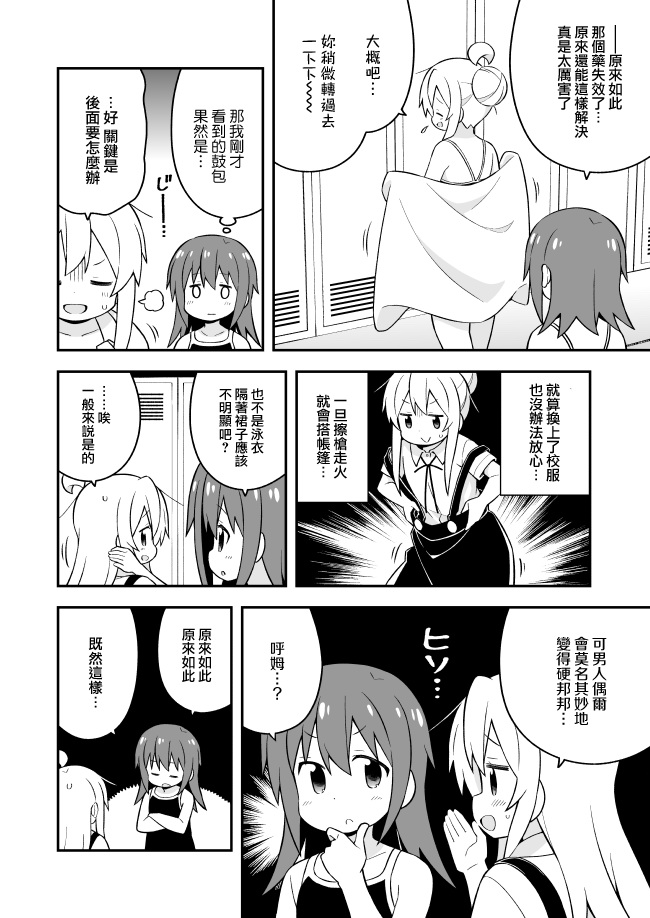 ——原來如此
那個藥失效了…
原來還能這樣解決
真是太厲害了
大概吧…
妳稍微轉過去
一下下~~~
那我剛才
看到的鼓包
果然是…
じー…
…好 關鍵是
後面要怎麼辦
就算換上了校服
也沒辦法放心…
一旦擦槍走火
就會搭帳篷…
也不是泳衣
隔著裙子應該
不明顯吧？
……唉
一般來説是的
可男人偶爾
會莫名其妙地
變得硬邦邦…
ヒソ…
呼姆…？
原來如此
原來如此
既然這樣…